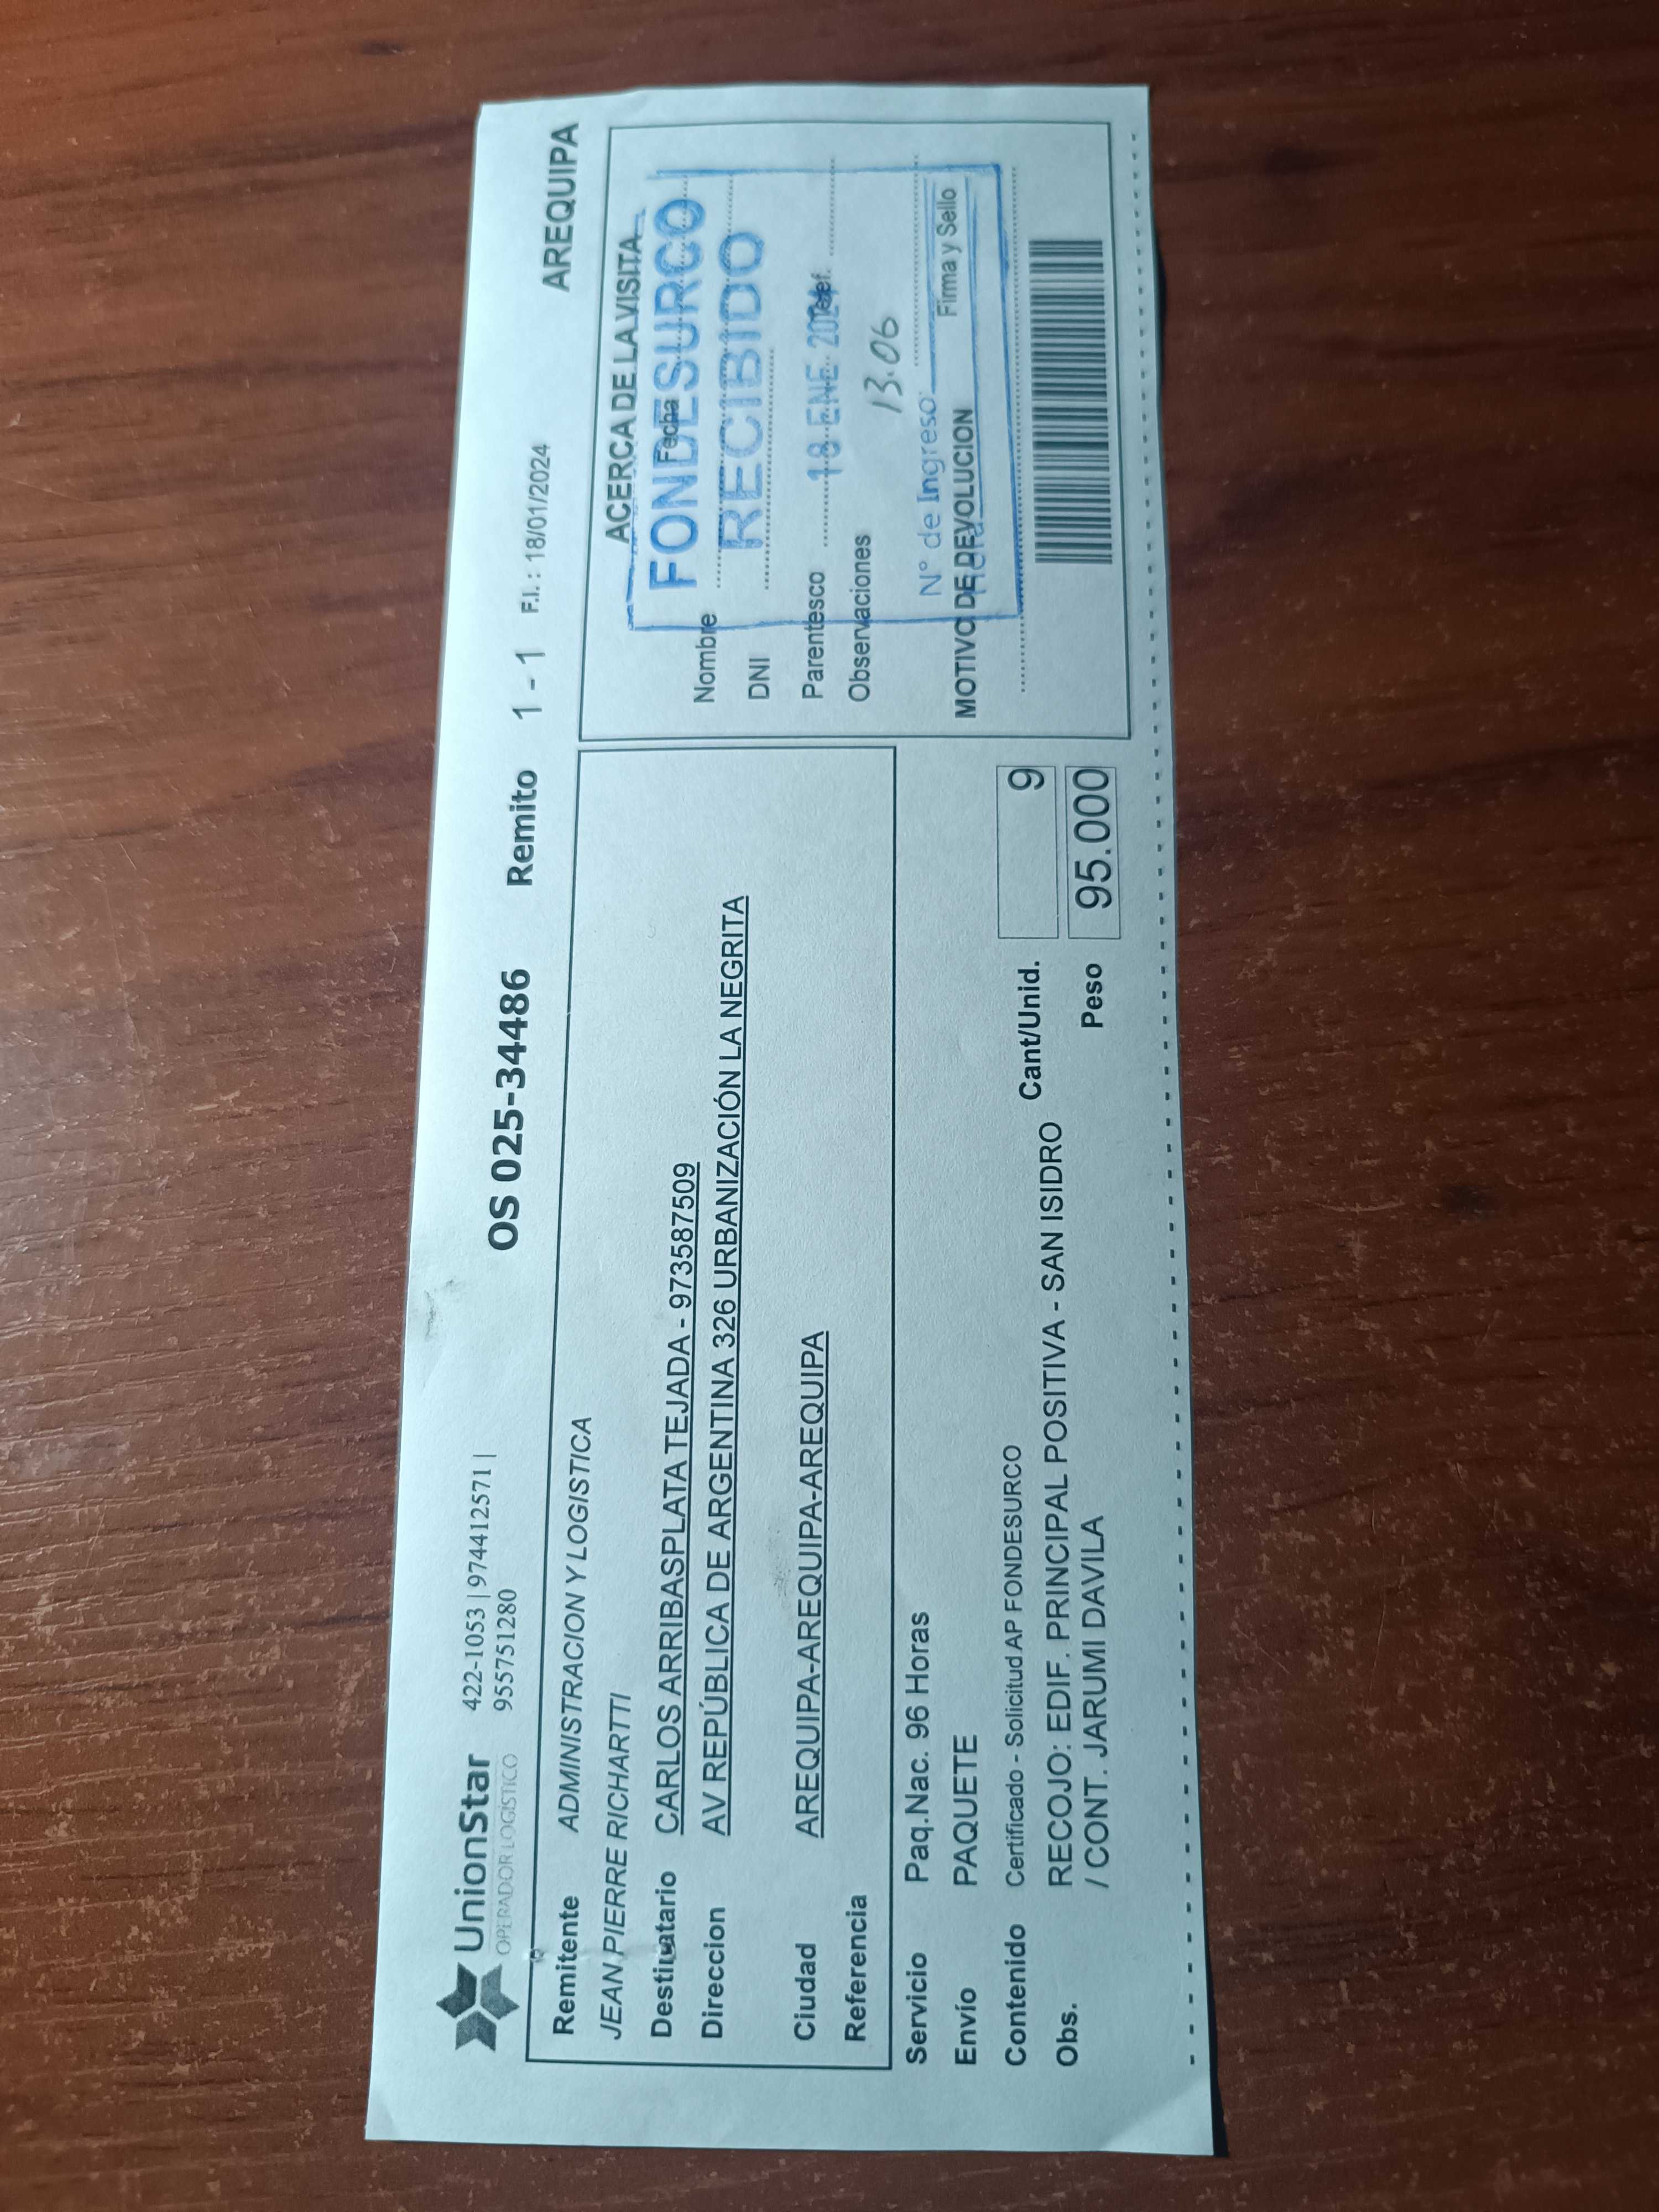 UnionStar
OPERADOR LOGÍSTICO
422-1053 | 974412571 |
955751280
OS 025-34486
Remito 1 - 1 F.I. : 18/01/2024
AREQUIPA
Remitente ADMINISTRACION Y LOGISTICA
JEAN PIERRE RICHARTTI
Destinatario CARLOS ARRIBASPLATA TEJADA - 973587509
Direccion AV REPÚBLICA DE ARGENTINA 326 URBANIZACIÓN LA NEGRITA
Ciudad AREQUIPA-AREQUIPA-AREQUIPA
Referencia
Servicio Paq.Nac. 96 Horas
Envío PAQUETE
Contenido Certificado - Solicitud AP FONDESURCO
Obs. RECOJO: EDIF. PRINCIPAL POSITIVA - SAN ISIDRO
/ CONT. JARUMI DAVILA
Cant/Unid. 9
Peso 95.000
ACERCA DE LA VISITA
Fecha
FONDESURCO
Nombre
RECIBIDO
DNI
Parentesco
18 ENE. 2024
Telef.
Observaciones
13.06
N° de Ingreso:
Hora
MOTIVO DE DEVOLUCION
Firma y Sello